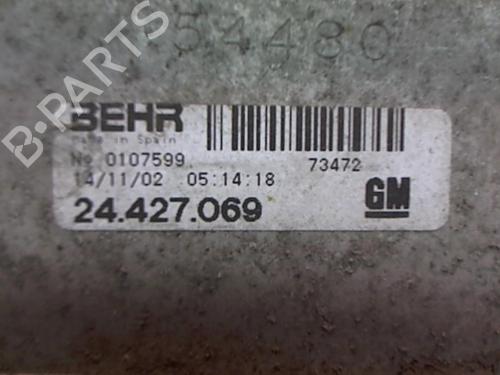 54480
B-PARTS
BEHR
made in Spain
No 0107599 73472
14/11/02 05:14:18
24.427.069 GM